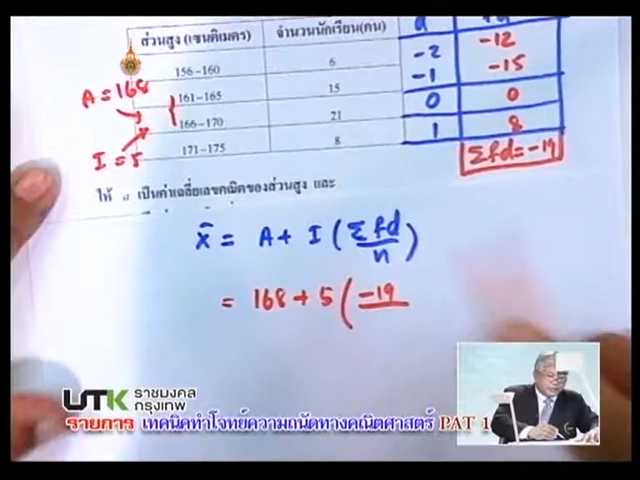 ส่วนสูง (เซนติเมตร) จำนวนนักเรียน(คน) d fd
156-160 6 -2 -12
161-165 15 -1 -15
166-170 21 0 0
171-175 8 1 8
Σfd = -19
A = 168
I = 5
ให้ a เป็นค่าเฉลี่ยเลขคณิตของส่วนสูง และ
x̄ = A + I (Σfd/n)
= 168 + 5 (-19
UTK ราชมงคล
กรุงเทพ
รายการ เทคนิคทำโจทย์ความถนัดทางคณิตศาสตร์ PAT 1